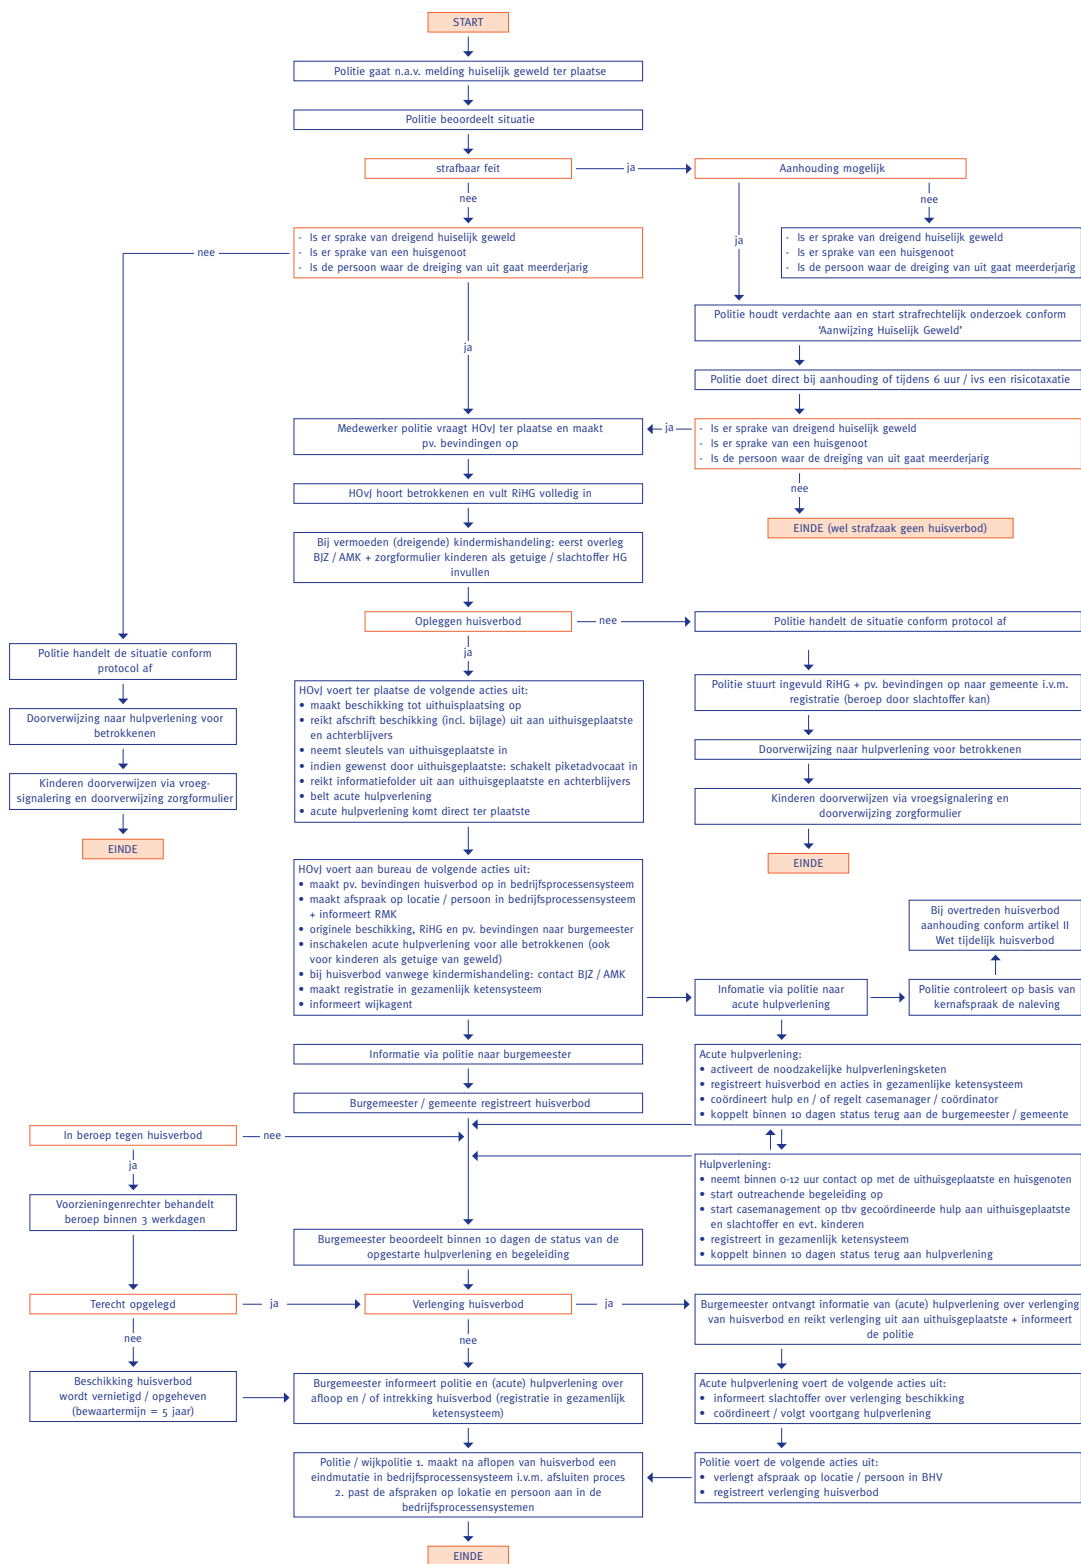 START
Politie gaat n.a.v. melding huiselijk geweld ter plaatse
Politie beoordeelt situatie
strafbaar feit
ja
Aanhouding mogelijk
nee
nee
- Is er sprake van dreigend huiselijk geweld
- Is er sprake van een huisgenoot
- Is de persoon waar de dreiging van uit gaat meerderjarig
nee
ja
- Is er sprake van dreigend huiselijk geweld
- Is er sprake van een huisgenoot
- Is de persoon waar de dreiging van uit gaat meerderjarig
Politie houdt verdachte aan en start strafrechtelijk onderzoek conform
‘Aanwijzing Huiselijk Geweld’
ja
Politie doet direct bij aanhouding of tijdens 6 uur / ivs een risicotaxatie
Medewerker politie vraagt HOvJ ter plaatse en maakt
pv. bevindingen op
ja
- Is er sprake van dreigend huiselijk geweld
- Is er sprake van een huisgenoot
- Is de persoon waar de dreiging van uit gaat meerderjarig
nee
HOvJ hoort betrokkenen en vult RiHG volledig in
EINDE (wel strafzaak geen huisverbod)
Bij vermoeden (dreigende) kindermishandeling: eerst overleg
BJZ / AMK + zorgformulier kinderen als getuige / slachtoffer HG
invullen
Opleggen huisverbod
nee
Politie handelt de situatie conform protocol af
ja
Politie handelt de situatie conform
protocol af
Doorverwijzing naar hulpverlening voor
betrokkenen
Kinderen doorverwijzen via vroeg-
signalering en doorverwijzing zorgformulier
EINDE
HOvJ voert ter plaatse de volgende acties uit:
• maakt beschikking tot uithuisplaatsing op
• reikt afschrift beschikking (incl. bijlage) uit aan uithuisgeplaatste
en achterblijvers
• neemt sleutels van uithuisgeplaatste in
• indien gewenst door uithuisgeplaatste: schakelt piketadvocaat in
• reikt informatiefolder uit aan uithuisgeplaatste en achterblijvers
• belt acute hulpverlening
• acute hulpverlening komt direct ter plaatste
Politie stuurt ingevuld RiHG + pv. bevindingen op naar gemeente i.v.m.
registratie (beroep door slachtoffer kan)
Doorverwijzing naar hulpverlening voor betrokkenen
Kinderen doorverwijzen via vroegsignalering en
doorverwijzing zorgformulier
EINDE
HOvJ voert aan bureau de volgende acties uit:
• maakt pv. bevindingen huisverbod op in bedrijfsprocessensysteem
• maakt afspraak op locatie / persoon in bedrijfsprocessensysteem
+ informeert RMK
• originele beschikking, RiHG en pv. bevindingen naar burgemeester
• inschakelen acute hulpverlening voor alle betrokkenen (ook
voor kinderen als getuige van geweld)
• bij huisverbod vanwege kindermishandeling: contact BJZ / AMK
• maakt registratie in gezamenlijk ketensysteem
• informeert wijkagent
Bij overtreden huisverbod
aanhouding conform artikel II
Wet tijdelijk huisverbod
Infomatie via politie naar
acute hulpverlening
Politie controleert op basis van
kernafspraak de naleving
Informatie via politie naar burgemeester
Burgemeester / gemeente registreert huisverbod
Acute hulpverlening:
• activeert de noodzakelijke hulpverleningsketen
• registreert huisverbod en acties in gezamenlijke ketensysteem
• coördineert hulp en / of regelt casemanager / coördinator
• koppelt binnen 10 dagen status terug aan de burgemeester / gemeente
In beroep tegen huisverbod
nee
ja
Voorzieningenrechter behandelt
beroep binnen 3 werkdagen
Hulpverlening:
• neemt binnen 0-12 uur contact op met de uithuisgeplaatste en huisgenoten
• start outreachende begeleiding op
• start casemanagement op tbv gecoördineerde hulp aan uithuisgeplaatste
en slachtoffer en evt. kinderen
• registreert in gezamenlijk ketensysteem
• koppelt binnen 10 dagen status terug aan hulpverlening
Burgemeester beoordeelt binnen 10 dagen de status van de
opgestarte hulpverlening en begeleiding
Terecht opgelegd
ja
Verlenging huisverbod
ja
Burgemeester ontvangt informatie van (acute) hulpverlening over verlenging
van huisverbod en reikt verlenging uit aan uithuisgeplaatste + informeert
de politie
nee
nee
Beschikking huisverbod
wordt vernietigd / opgeheven
(bewaartermijn = 5 jaar)
Burgemeester informeert politie en (acute) hulpverlening over
afloop en / of intrekking huisverbod (registratie in gezamenlijk
ketensysteem)
Acute hulpverlening voert de volgende acties uit:
• informeert slachtoffer over verlenging beschikking
• coördineert / volgt voortgang hulpverlening
Politie / wijkpolitie 1. maakt na aflopen van huisverbod een
eindmutatie in bedrijfsprocessensysteem i.v.m. afsluiten proces
2. past de afspraken op lokatie en persoon aan in de
bedrijfsprocessensystemen
Politie voert de volgende acties uit:
• verlengt afspraak op locatie / persoon in BHV
• registreert verlenging huisverbod
EINDE